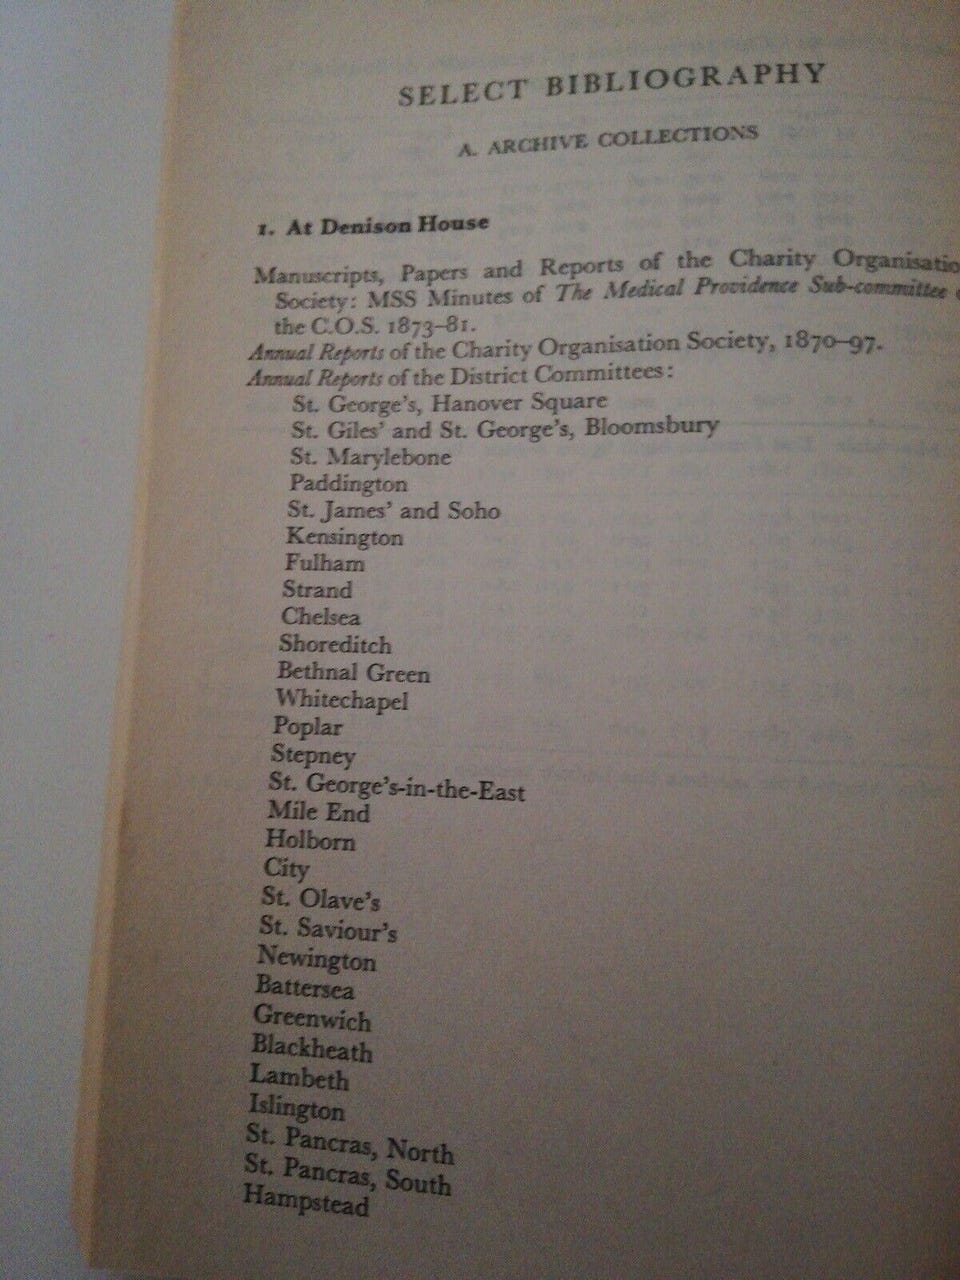 SELECT BIBLIOGRAPHY
A. ARCHIVE COLLECTIONS
1. At Denison House
Manuscripts, Papers and Reports of the Charity Organisatio
Society: MSS Minutes of The Medical Providence Sub-committee
the C.O.S. 1873–81.
Annual Reports of the Charity Organisation Society, 1870–97.
Annual Reports of the District Committees:
St. George's, Hanover Square
St. Giles' and St. George's, Bloomsbury
St. Marylebone
Paddington
St. James' and Soho
Kensington
Fulham
Strand
Chelsea
Shoreditch
Bethnal Green
Whitechapel
Poplar
Stepney
St. George's-in-the-East
Mile End
Holborn
City
St. Olave's
St. Saviour's
Newington
Battersea
Greenwich
Blackheath
Lambeth
Islington
St. Pancras, North
St. Pancras, South
Hampstead